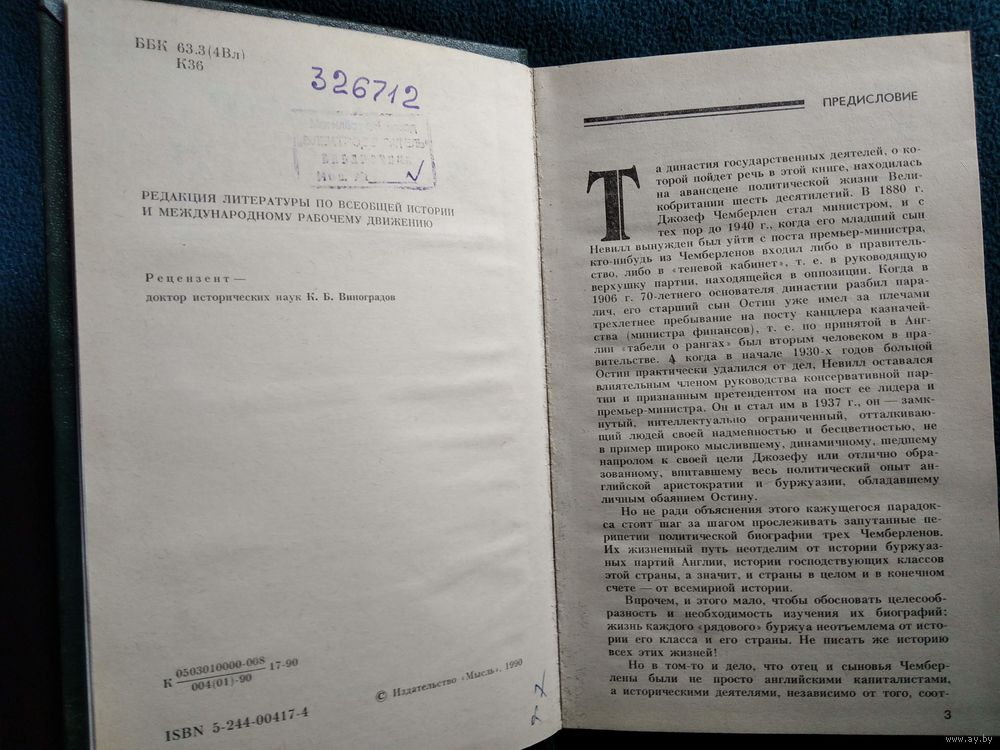 ББК 63.3(4Вл)
К36
326712
РЕДАКЦИЯ ЛИТЕРАТУРЫ ПО ВСЕОБЩЕЙ ИСТОРИИ
И МЕЖДУНАРОДНОМУ РАБОЧЕМУ ДВИЖЕНИЮ
Рецензент —
доктор исторических наук К. Б. Виноградов
К 0503010000-008 17-90
004(01)-90
© Издательство «Мысль», 1990
ISBN 5-244-00417-4
ПРЕДИСЛОВИЕ
Та династия государственных деятелей, о ко-
торой пойдет речь в этой книге, находилась
на авансцене политической жизни Вели-
кобритании шесть десятилетий. В 1880 г.
Джозеф Чемберлен стал министром, и с
тех пор до 1940 г., когда его младший сын
Невилл вынужден был уйти с поста премьер-министра,
кто-нибудь из Чемберленов входил либо в правитель-
ство, либо в «теневой кабинет», т. е. в руководящую
верхушку партии, находящейся в оппозиции. Когда в
1906 г. 70-летнего основателя династии разбил пара-
лич, его старший сын Остин уже имел за плечами
трехлетнее пребывание на посту канцлера казначей-
ства (министра финансов), т. е. по принятой в Анг-
лии «табели о рангах» был вторым человеком в пра-
вительстве. А когда в начале 1930-х годов больной
Остин практически удалился от дел, Невилл оставался
влиятельным членом руководства консервативной пар-
тии и признанным претендентом на пост ее лидера и
премьер-министра. Он и стал им в 1937 г., он — замк-
нутый, интеллектуально ограниченный, отталкиваю-
щий людей своей надменностью и бесцветностью, не
в пример широко мыслившему, динамичному, шедшему
напролом к своей цели Джозефу или отлично обра-
зованному, впитавшему весь политический опыт ан-
глийской аристократии и буржуазии, обладавшему
личным обаянием Остину.
Но не ради объяснения этого кажущегося парадок-
са стоит шаг за шагом прослеживать запутанные пе-
рипетии политической биографии трех Чемберленов.
Их жизненный путь неотделим от истории буржуаз-
ных партий Англии, истории господствующих классов
этой страны, а значит, и страны в целом и в конечном
счете — от всемирной истории.
Впрочем, и этого мало, чтобы обосновать целесооб-
разность и необходимость изучения их биографий:
жизнь каждого «рядового» буржуа неотъемлема от исто-
рии его класса и его страны. Не писать же историю
всех этих жизней!
Но в том-то и дело, что отец и сыновья Чембер-
лены были не просто английскими капиталистами,
а историческими деятелями, независимо от того, соот-
3
www.ay.by